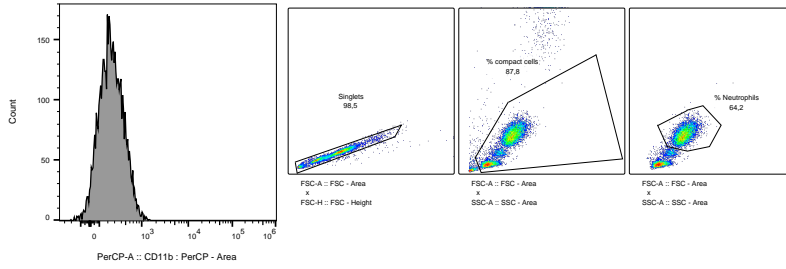 150
100
50
0
Count
0
10^3
10^4
10^5
10^6
PerCP-A :: CD11b : PerCP - Area
Singlets
98,5
FSC-A :: FSC - Area
x
FSC-H :: FSC - Height
% compact cells
87,8
FSC-A :: FSC - Area
x
SSC-A :: SSC - Area
% Neutrophils
64,2
FSC-A :: FSC - Area
x
SSC-A :: SSC - Area